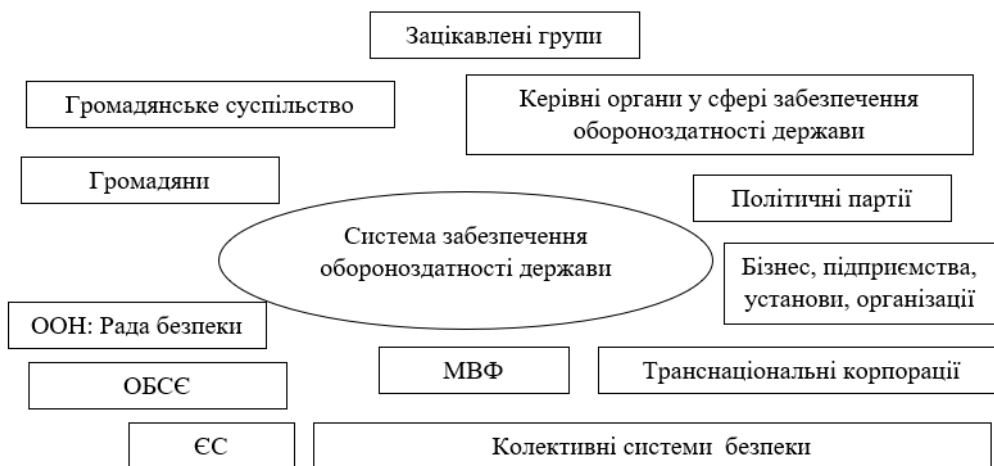 Зацікавлені групи
Громадянське суспільство
Керівні органи у сфері забезпечення
обороноздатності держави
Громадяни
Політичні партії
Система забезпечення
обороноздатності держави
Бізнес, підприємства,
установи, організації
ООН: Рада безпеки
МВФ
Транснаціональні корпорації
ОБСЄ
ЄС
Колективні системи безпеки